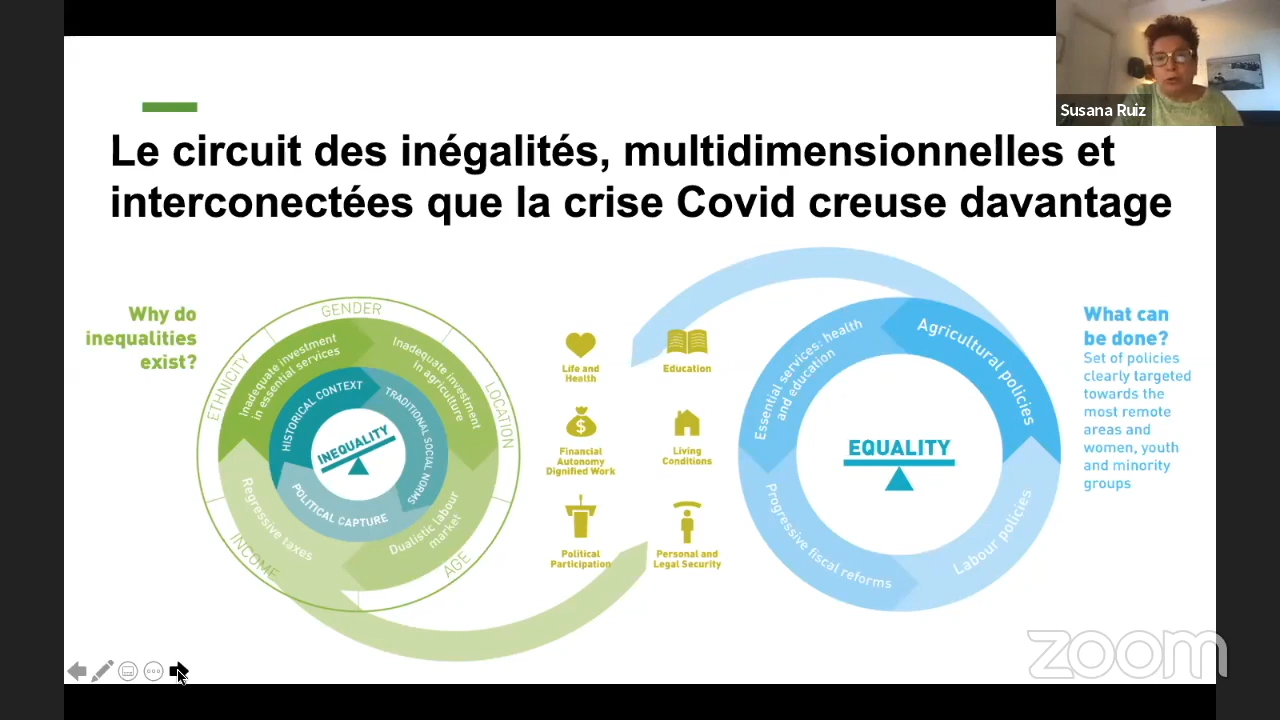 Susana Ruiz
Le circuit des inégalités, multidimensionnelles et
interconectées que la crise Covid creuse davantage
Why do
inequalities
exist?
GENDER
LOCATION
AGE
INCOME
ETHNICITY
Inadequate investment
in essential services
Inadequate investment
in agriculture
Dualistic labour
market
Regressive taxes
HISTORICAL CONTEXT
TRADITIONAL SOCIAL NORMS
POLITICAL CAPTURE
INEQUALITY
Life and
Health
Education
Financial
Autonomy
Dignified Work
Living
Conditions
Political
Participation
Personal and
Legal Security
Essential services: health
and education
Agricultural policies
Labour policies
Progressive fiscal reforms
EQUALITY
What can
be done?
Set of policies
clearly targeted
towards the
most remote
areas and
women, youth
and minority
groups
zoom